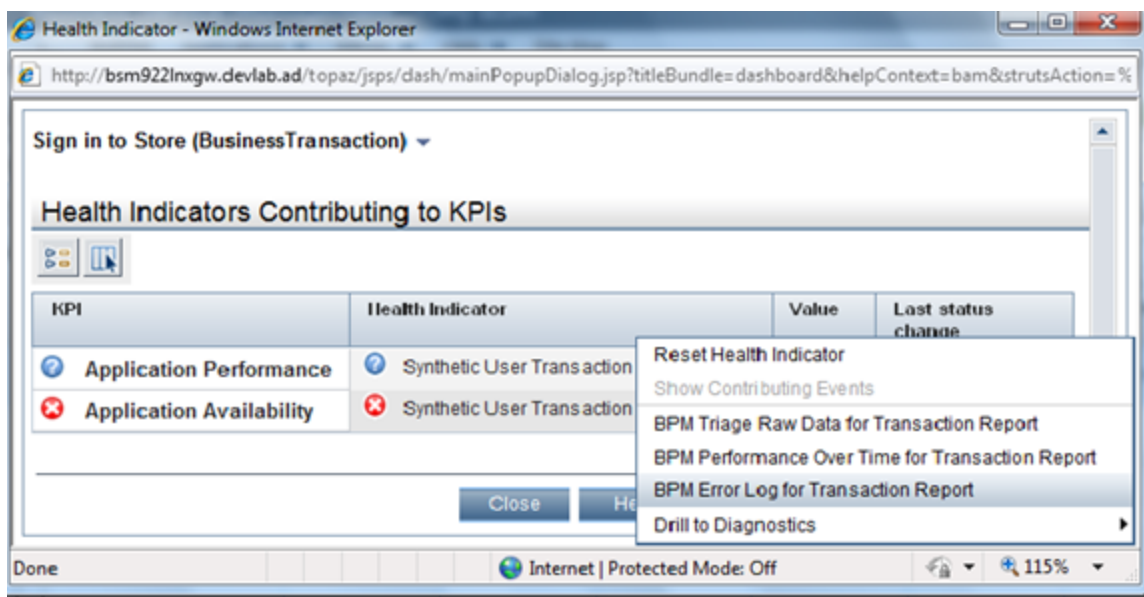 Health Indicator - Windows Internet Explorer
http://bsm922lnxgw.devlab.ad/topaz/jsps/dash/mainPopupDialog.jsp?titleBundle=dashboard&helpContext=bam&strutsAction=%
Sign in to Store (BusinessTransaction)
Health Indicators Contributing to KPIs
KPI Health Indicator Value Last status change
Application Performance Synthetic User Transaction
Application Availability Synthetic User Transaction
Reset Health Indicator
Show Contributing Events
BPM Triage Raw Data for Transaction Report
BPM Performance Over Time for Transaction Report
BPM Error Log for Transaction Report
Drill to Diagnostics
Close He
Done Internet | Protected Mode: Off 115%